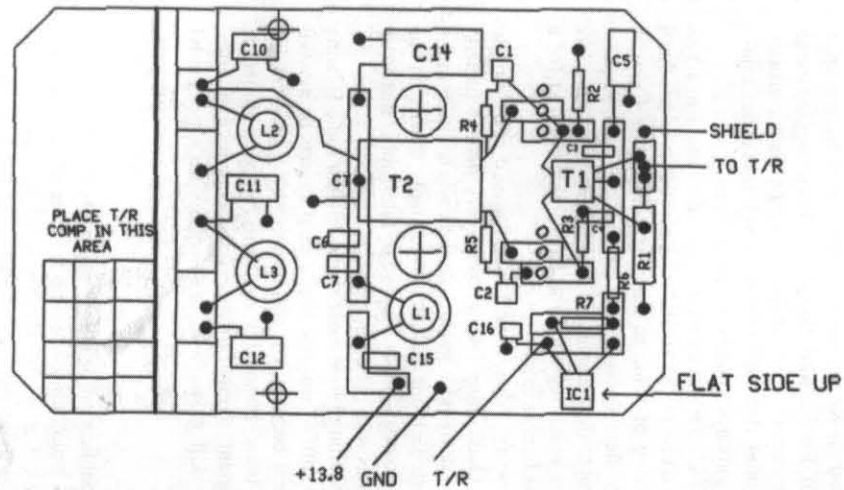 C10
C14
C1
C5
R2
L2
R4
C3
SHIELD
TO T/R
C11
T2
T1
PLACE T/R
COMP IN THIS
AREA
R3
C6
R5
C7
L3
R6
R1
C2
L1
R7
C16
C12
C15
FLAT SIDE UP
IC1
+13.8
GND
T/R